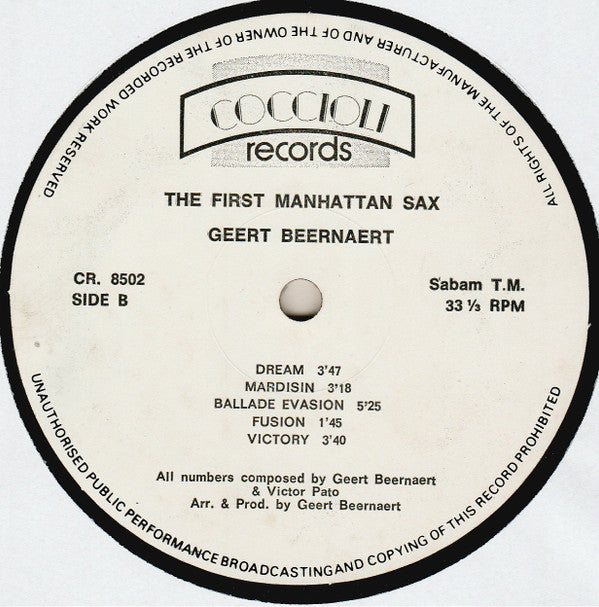 ALL RIGHTS OF THE MANUFACTURER AND OF THE OWNER OF THE RECORDED WORK RESERVED
COCCIOLI
records
THE FIRST MANHATTAN SAX
GEERT BEERNAERT
CR. 8502
SIDE B
Sabam T.M.
33 ⅓ RPM
DREAM 3'47
MARDISIN 3'18
BALLADE EVASION 5'25
FUSION 1'45
VICTORY 3'40
All numbers composed by Geert Beernaert
& Victor Pato
Arr. & Prod. by Geert Beernaert
UNAUTHORISED PUBLIC PERFORMANCE BROADCASTING AND COPYING OF THIS RECORD PROHIBITED